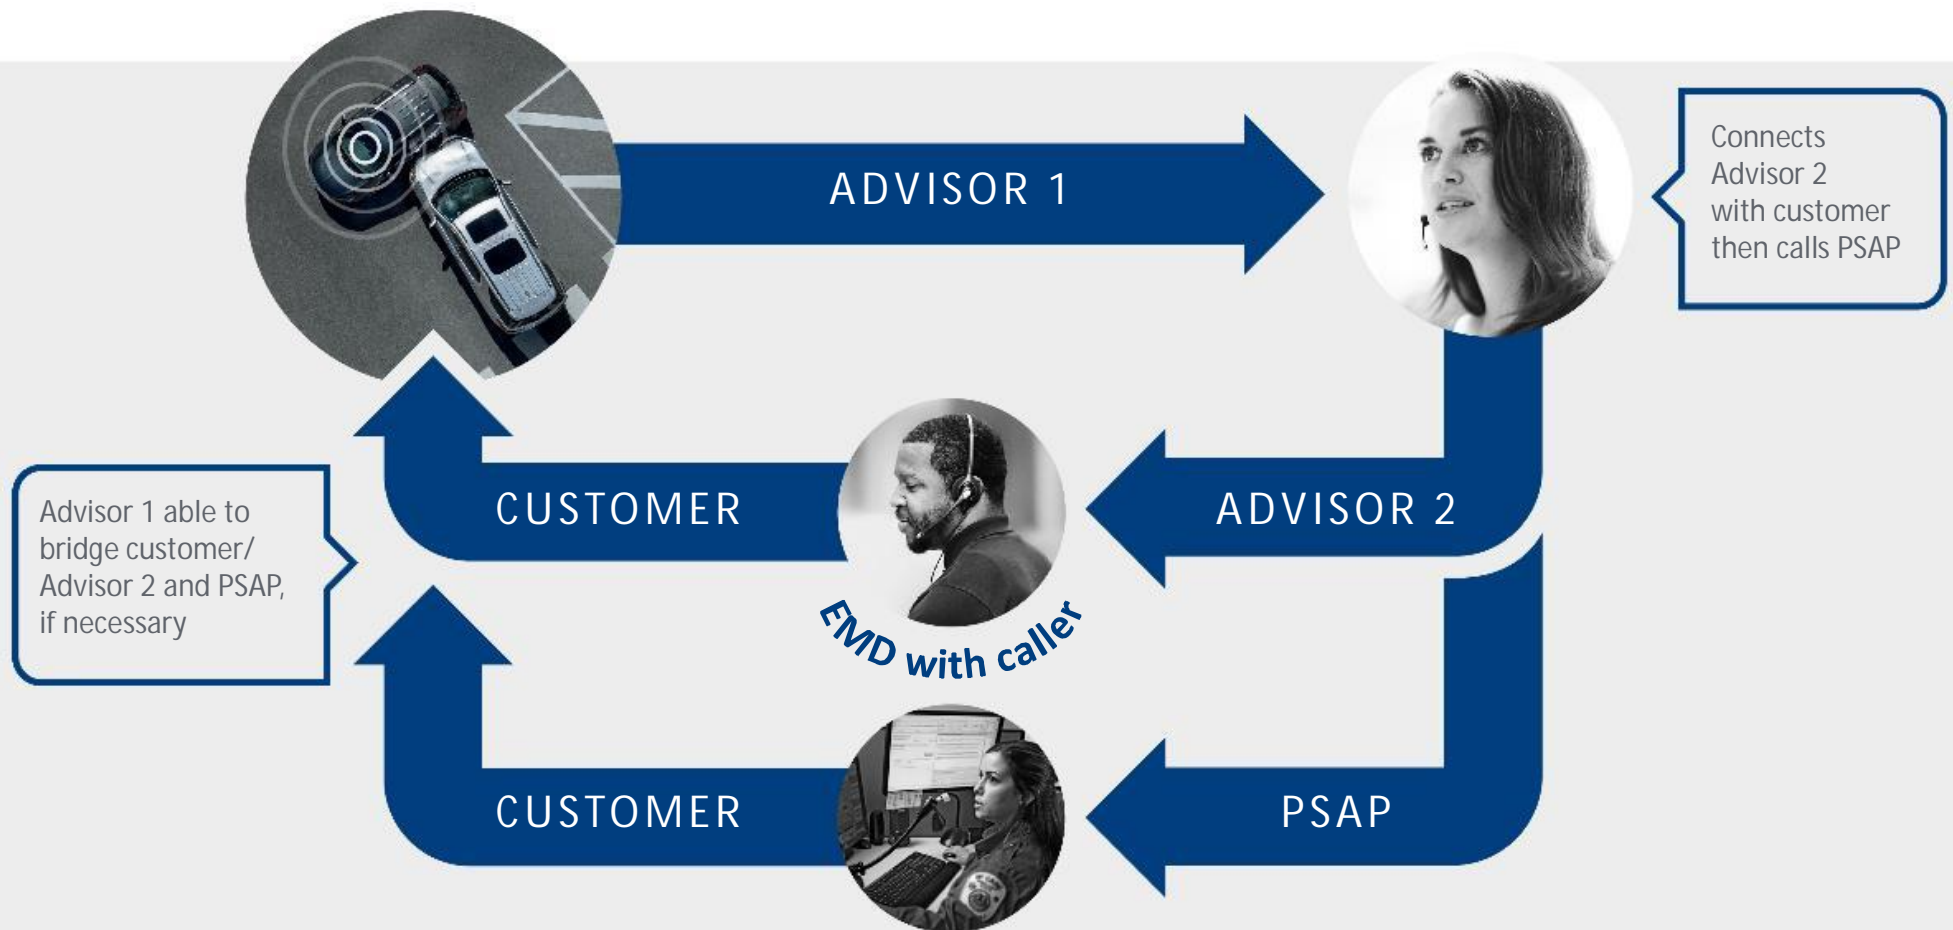 ADVISOR 1
Connects
Advisor 2
with customer
then calls PSAP
CUSTOMER
ADVISOR 2
Advisor 1 able to
bridge customer/
Advisor 2 and PSAP,
if necessary
EMD with caller
CUSTOMER
PSAP